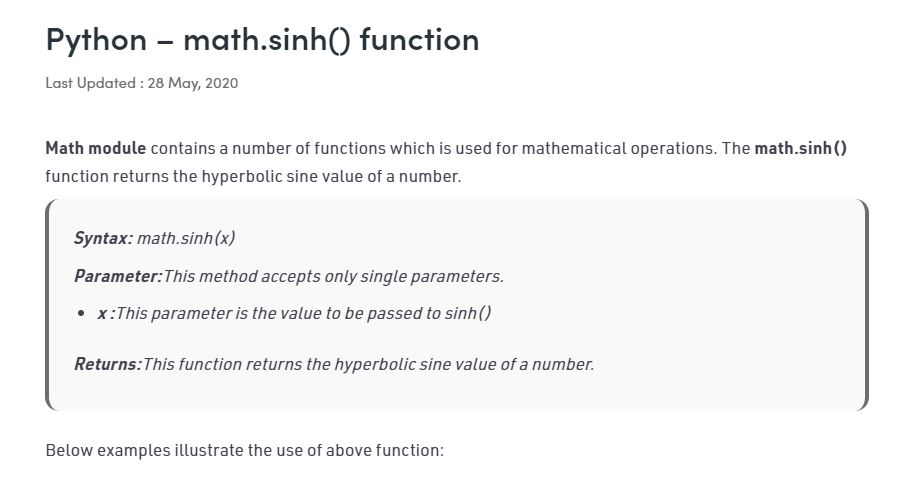 Python – math.sinh() function
Last Updated : 28 May, 2020
Math module contains a number of functions which is used for mathematical operations. The math.sinh()
function returns the hyperbolic sine value of a number.
Syntax: math.sinh(x)
Parameter:This method accepts only single parameters.
• x :This parameter is the value to be passed to sinh()
Returns:This function returns the hyperbolic sine value of a number.
Below examples illustrate the use of above function: